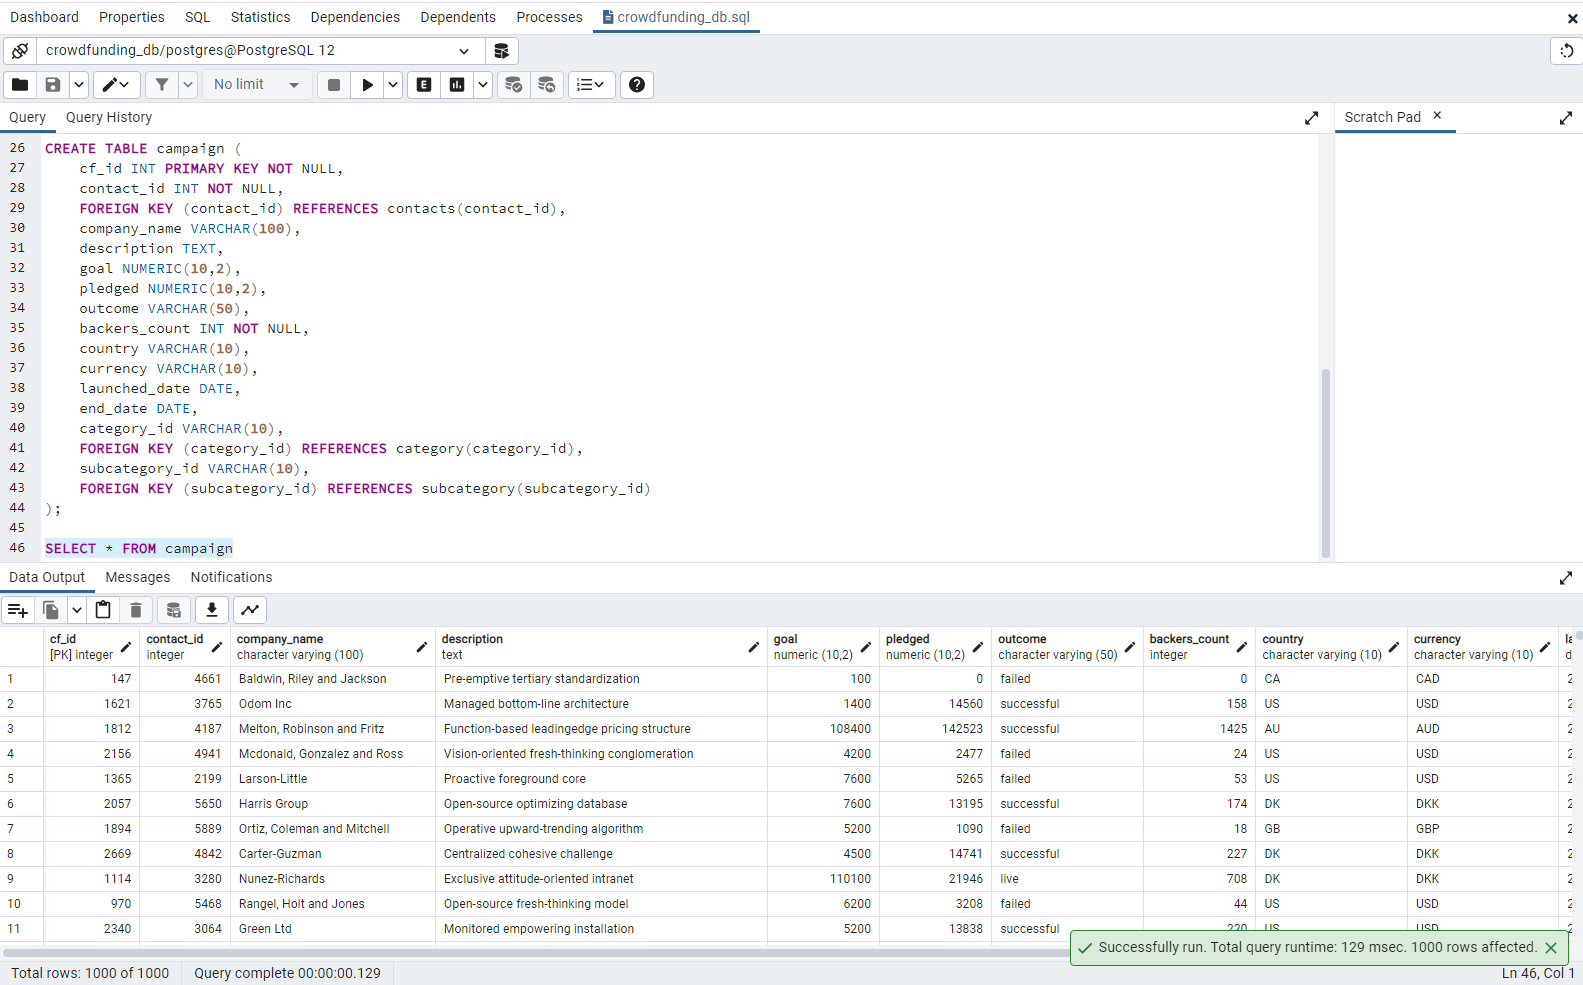 Dashboard Properties SQL Statistics Dependencies Dependents Processes crowdfunding_db.sql
crowdfunding_db/postgres@PostgreSQL 12
No limit E
Query Query History Scratch Pad
26 CREATE TABLE campaign (
27 cf_id INT PRIMARY KEY NOT NULL,
28 contact_id INT NOT NULL,
29 FOREIGN KEY (contact_id) REFERENCES contacts(contact_id),
30 company_name VARCHAR(100),
31 description TEXT,
32 goal NUMERIC(10,2),
33 pledged NUMERIC(10,2),
34 outcome VARCHAR(50),
35 backers_count INT NOT NULL,
36 country VARCHAR(10),
37 currency VARCHAR(10),
38 launched_date DATE,
39 end_date DATE,
40 category_id VARCHAR(10),
41 FOREIGN KEY (category_id) REFERENCES category(category_id),
42 subcategory_id VARCHAR(10),
43 FOREIGN KEY (subcategory_id) REFERENCES subcategory(subcategory_id)
44 );
45
46 SELECT * FROM campaign
Data Output Messages Notifications
cf_id contact_id company_name description goal pledged outcome backers_count country currency
[PK] integer integer character varying (100) text numeric (10,2) numeric (10,2) character varying (50) integer character varying (10) character varying (10)
1 147 4661 Baldwin, Riley and Jackson Pre-emptive tertiary standardization 100 0 failed 0 CA CAD 2
2 1621 3765 Odom Inc Managed bottom-line architecture 1400 14560 successful 158 US USD 2
3 1812 4187 Melton, Robinson and Fritz Function-based leadingedge pricing structure 108400 142523 successful 1425 AU AUD 2
4 2156 4941 Mcdonald, Gonzalez and Ross Vision-oriented fresh-thinking conglomeration 4200 2477 failed 24 US USD 2
5 1365 2199 Larson-Little Proactive foreground core 7600 5265 failed 53 US USD 2
6 2057 5650 Harris Group Open-source optimizing database 7600 13195 successful 174 DK DKK 2
7 1894 5889 Ortiz, Coleman and Mitchell Operative upward-trending algorithm 5200 1090 failed 18 GB GBP 2
8 2669 4842 Carter-Guzman Centralized cohesive challenge 4500 14741 successful 227 DK DKK 2
9 1114 3280 Nunez-Richards Exclusive attitude-oriented intranet 110100 21946 live 708 DK DKK 2
10 970 5468 Rangel, Holt and Jones Open-source fresh-thinking model 6200 3208 failed 44 US USD 2
11 2340 3064 Green Ltd Monitored empowering installation 5200 13838 successful 220 US USD 2
Successfully run. Total query runtime: 129 msec. 1000 rows affected.
Total rows: 1000 of 1000 Query complete 00:00:00.129 Ln 46, Col 1